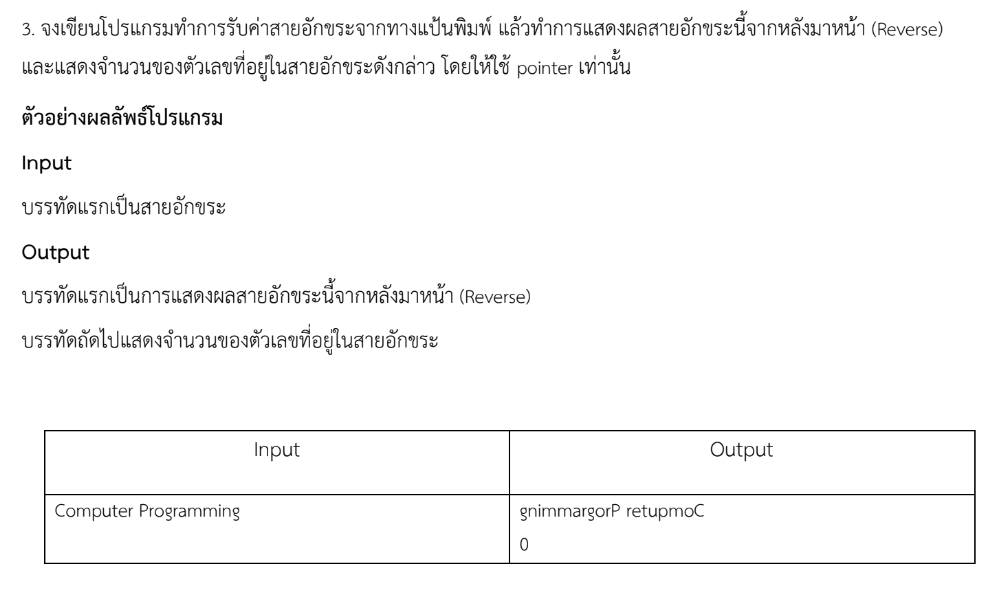 3. จงเขียนโปรแกรมทำการรับค่าสายอักขระจากทางแป้นพิมพ์ แล้วทำการแสดงผลสายอักขระนี้จากหลังมาหน้า (Reverse)
และแสดงจำนวนของตัวเลขที่อยู่ในสายอักขระดังกล่าว โดยให้ใช้ pointer เท่านั้น
ตัวอย่างผลลัพธ์โปรแกรม
Input
บรรทัดแรกเป็นสายอักขระ
Output
บรรทัดแรกเป็นการแสดงผลสายอักขระนี้จากหลังมาหน้า (Reverse)
บรรทัดถัดไปแสดงจำนวนของตัวเลขที่อยู่ในสายอักขระ
Input Output
Computer Programming gnimmargorP retupmoC
0